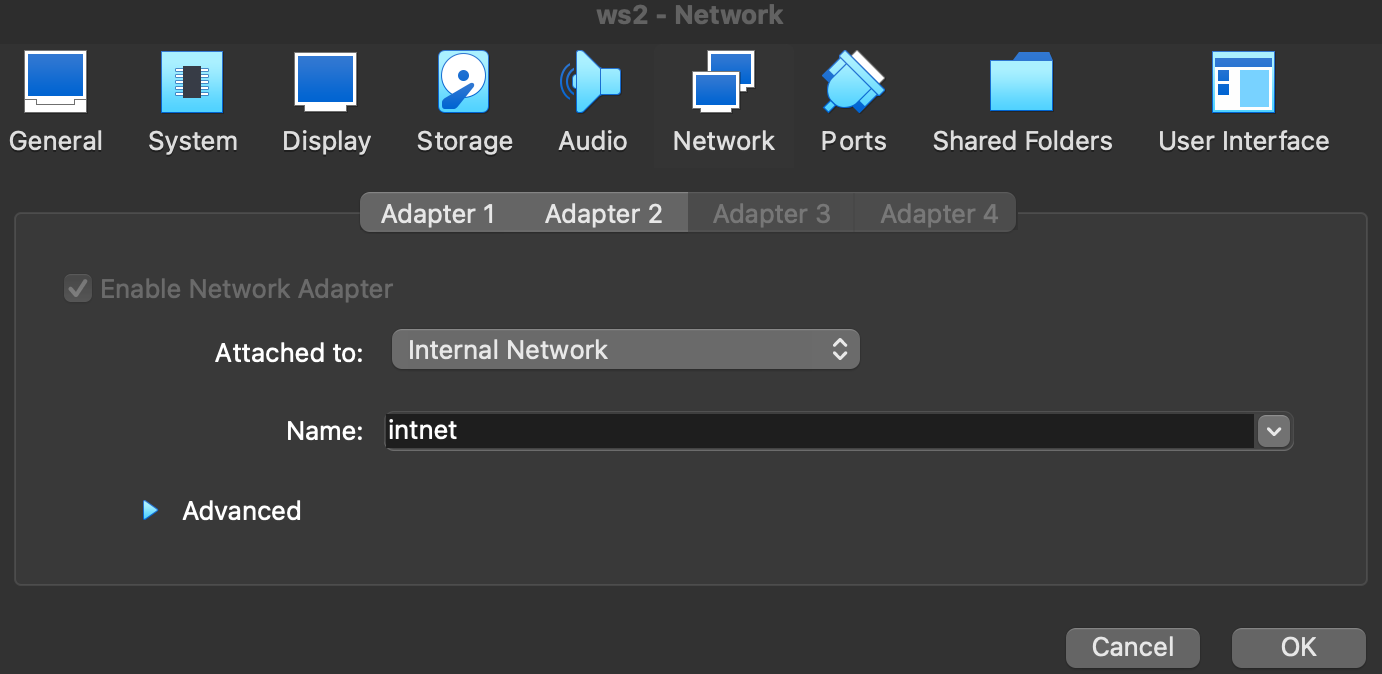 ws2 - Network
General System Display Storage Audio Network Ports Shared Folders User Interface
Adapter 1 Adapter 2 Adapter 3 Adapter 4
Enable Network Adapter
Attached to: Internal Network
Name: intnet
Advanced
Cancel OK